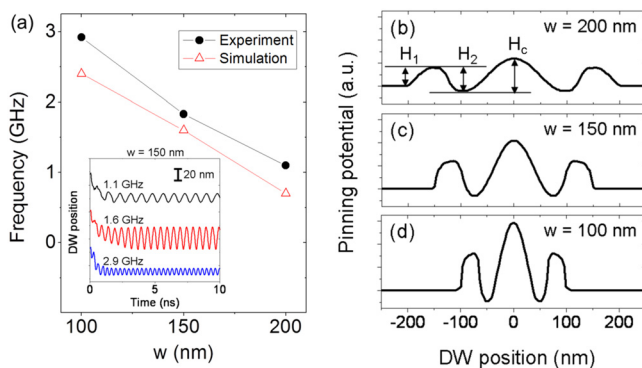 (a)
3
2
1
0
Frequency (GHz)
Experiment
Simulation
w = 150 nm
20 nm
1.1 GHz
1.6 GHz
2.9 GHz
DW position
0 5 10
Time (ns)
100 150 200
w (nm)
Pinning potential (a.u.)
(b) w = 200 nm
H1 H2 Hc
(c) w = 150 nm
(d) w = 100 nm
-200 -100 0 100 200
DW position (nm)